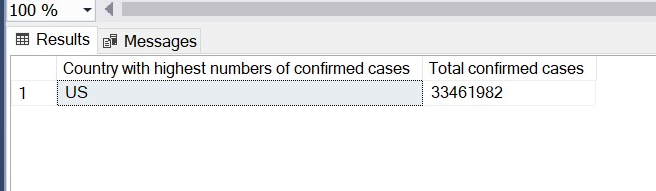 100 %
Results Messages
Country with highest numbers of confirmed cases Total confirmed cases
1 US 33461982